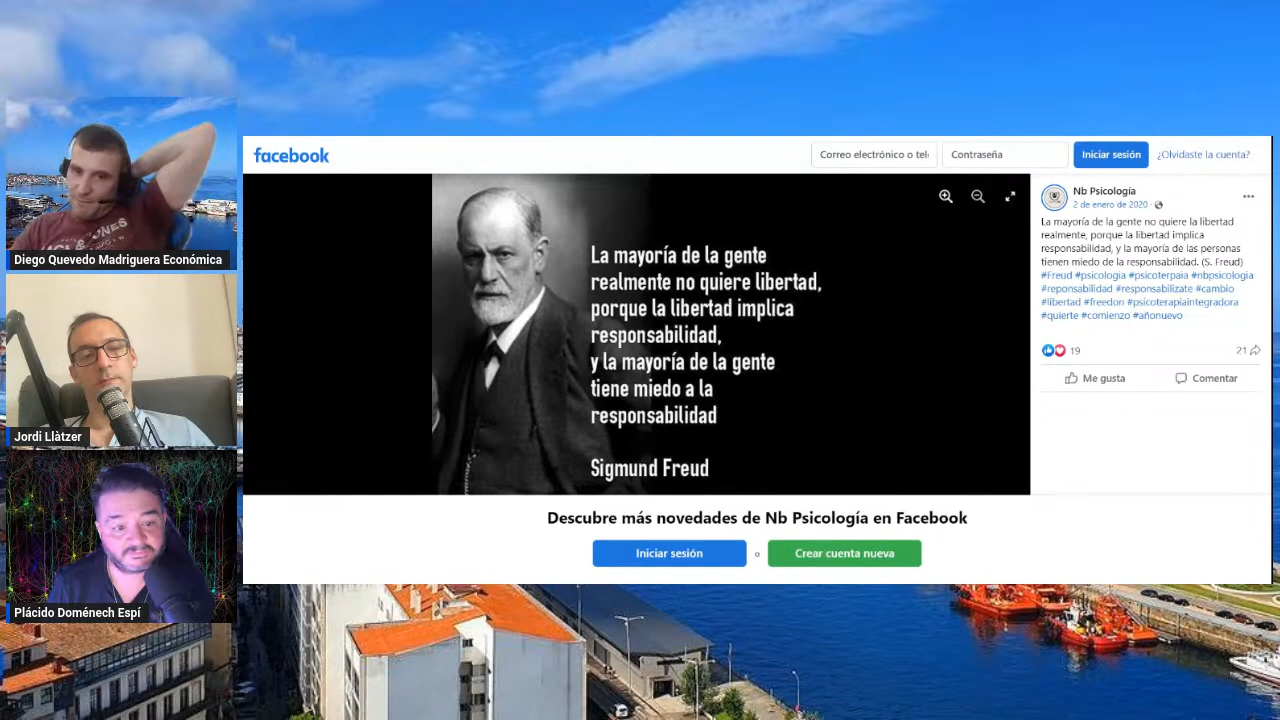 Diego Quevedo Madriguera Económica
Jordi Llàtzer
Plácido Doménech Espí
facebook
Correo electrónico o telé
Contraseña
Iniciar sesión
¿Olvidaste la cuenta?
La mayoría de la gente
realmente no quiere libertad,
porque la libertad implica
responsabilidad,
y la mayoría de la gente
tiene miedo a la
responsabilidad
Sigmund Freud
Nb Psicología
2 de enero de 2020 ·
La mayoría de la gente no quiere la libertad
realmente, porque la libertad implica
responsabilidad, y la mayoría de las personas
tienen miedo de la responsabilidad. (S. Freud)
#Freud #psicologia #psicoterpaia #nbpsicologia
#reponsabilidad #responsabilizate #cambio
#libertad #freedon #psicoterapiaintegradora
#quierte #comienzo #añonuevo
19
21
Me gusta
Comentar
Descubre más novedades de Nb Psicología en Facebook
Iniciar sesión
o
Crear cuenta nueva